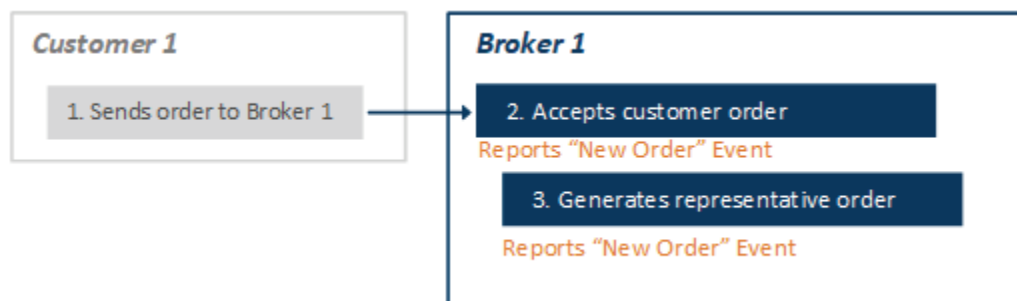 Customer 1
1. Sends order to Broker 1
Broker 1
2. Accepts customer order
Reports “New Order” Event
3. Generates representative order
Reports “New Order” Event